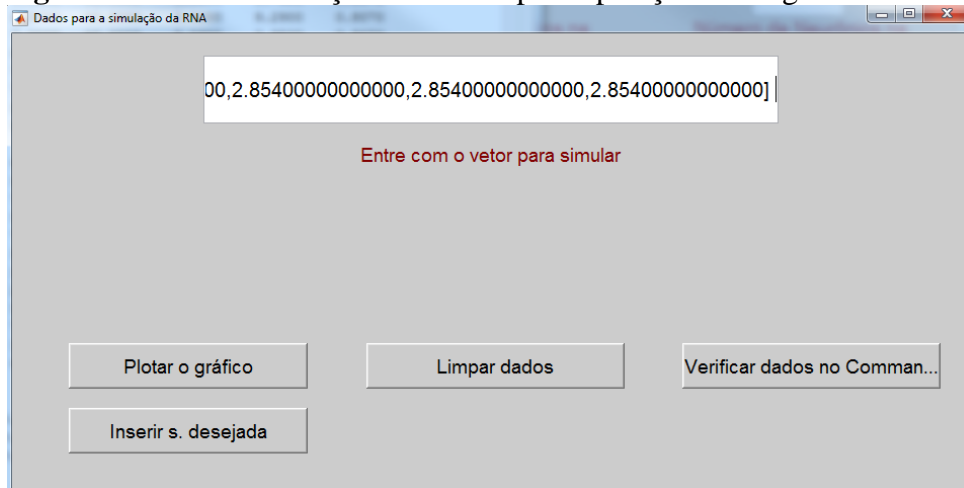 Dados para a simulação da RNA
00,2.85400000000000,2.85400000000000,2.85400000000000]
Entre com o vetor para simular
Plotar o gráfico
Limpar dados
Verificar dados no Comman...
Inserir s. desejada